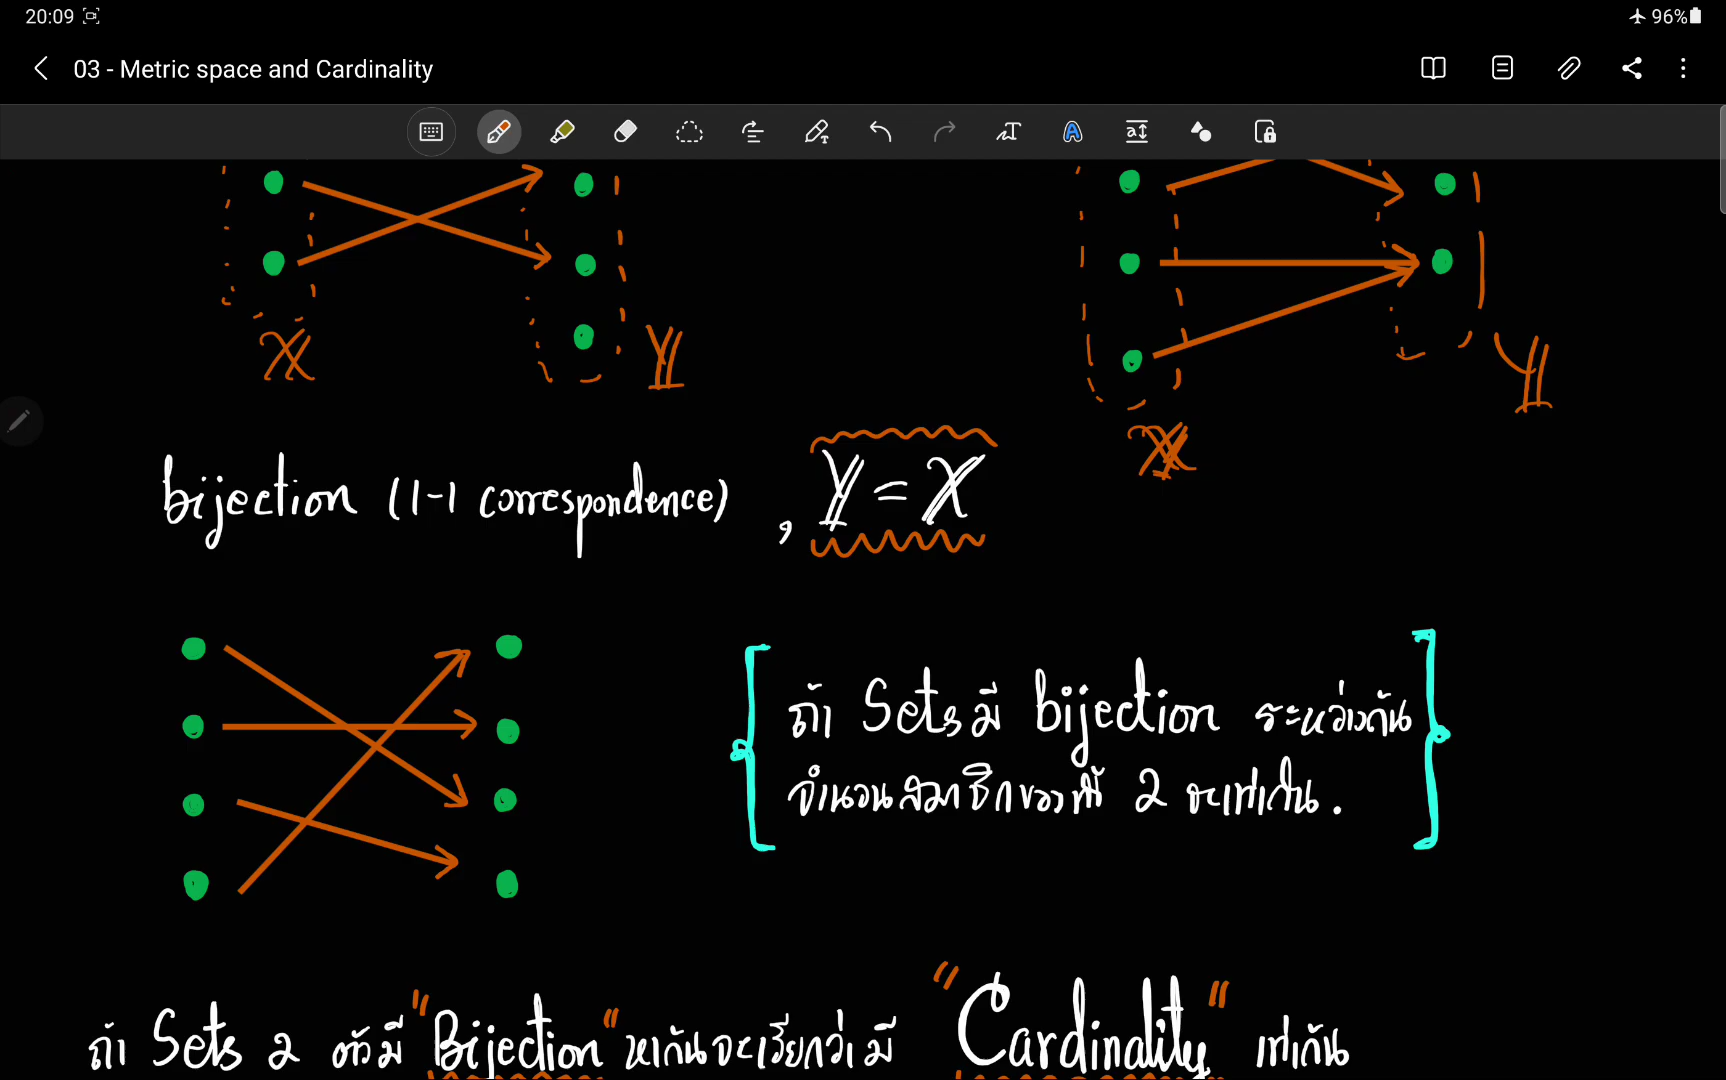 20:09
96%
03 - Metric space and Cardinality
X
Y
X
Y
bijection (1-1 correspondence) , Y = X
ถ้า Sets มี bijection ระหว่างกัน
จำนวนสมาชิกของทั้ง 2 จะเท่ากัน.
ถ้า Sets 2 ตัวมี "Bijection" หากันจะเรียกว่ามี "Cardinality" เท่ากัน